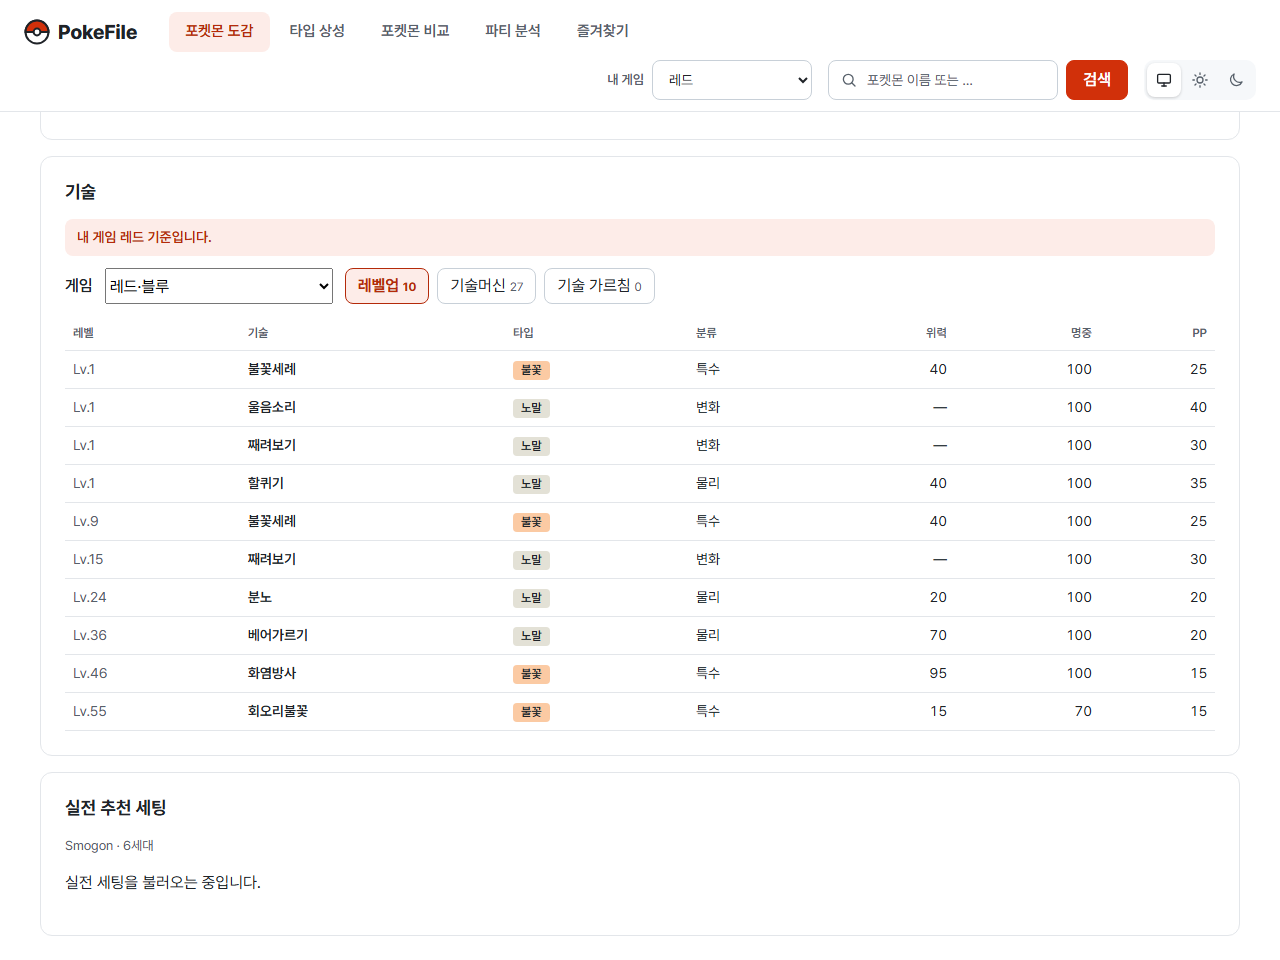 PokeFile 포켓몬 도감 타입 상성 포켓몬 비교 파티 분석 즐겨찾기
내 게임 레드 포켓몬 이름 또는 ... 검색
기술
내 게임 레드 기준입니다.
게임 레드·블루 레벨업 10 기술머신 27 기술 가르침 0
레벨 기술 타입 분류 위력 명중 PP
Lv.1 불꽃세례 불꽃 특수 40 100 25
Lv.1 울음소리 노말 변화 — 100 40
Lv.1 째려보기 노말 변화 — 100 30
Lv.1 할퀴기 노말 물리 40 100 35
Lv.9 불꽃세례 불꽃 특수 40 100 25
Lv.15 째려보기 노말 변화 — 100 30
Lv.24 분노 노말 물리 20 100 20
Lv.36 베어가르기 노말 물리 70 100 20
Lv.46 화염방사 불꽃 특수 95 100 15
Lv.55 회오리불꽃 불꽃 특수 15 70 15
실전 추천 세팅
Smogon · 6세대
실전 세팅을 불러오는 중입니다.